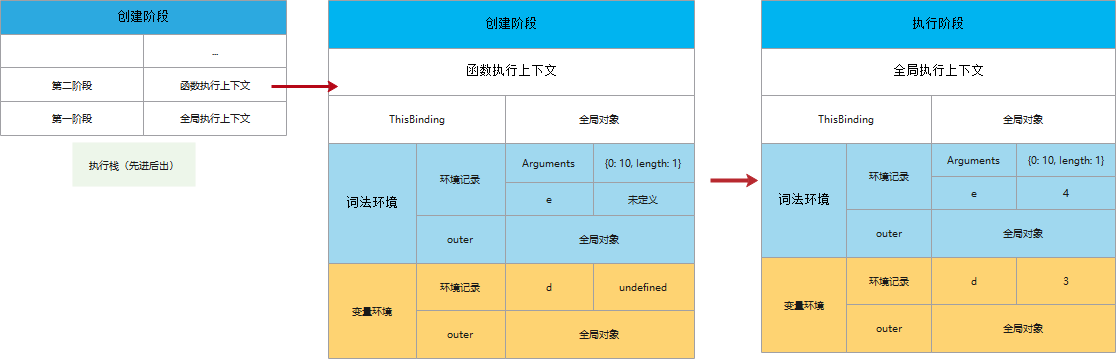 创建阶段
...
第二阶段 函数执行上下文
第一阶段 全局执行上下文
执行栈（先进后出）
创建阶段
函数执行上下文
ThisBinding 全局对象
词法环境 环境记录 Arguments {0: 10, length: 1}
e 未定义
outer 全局对象
变量环境 环境记录 d undefined
outer 全局对象
执行阶段
全局执行上下文
ThisBinding 全局对象
词法环境 环境记录 Arguments {0: 10, length: 1}
e 4
outer 全局对象
变量环境 环境记录 d 3
outer 全局对象